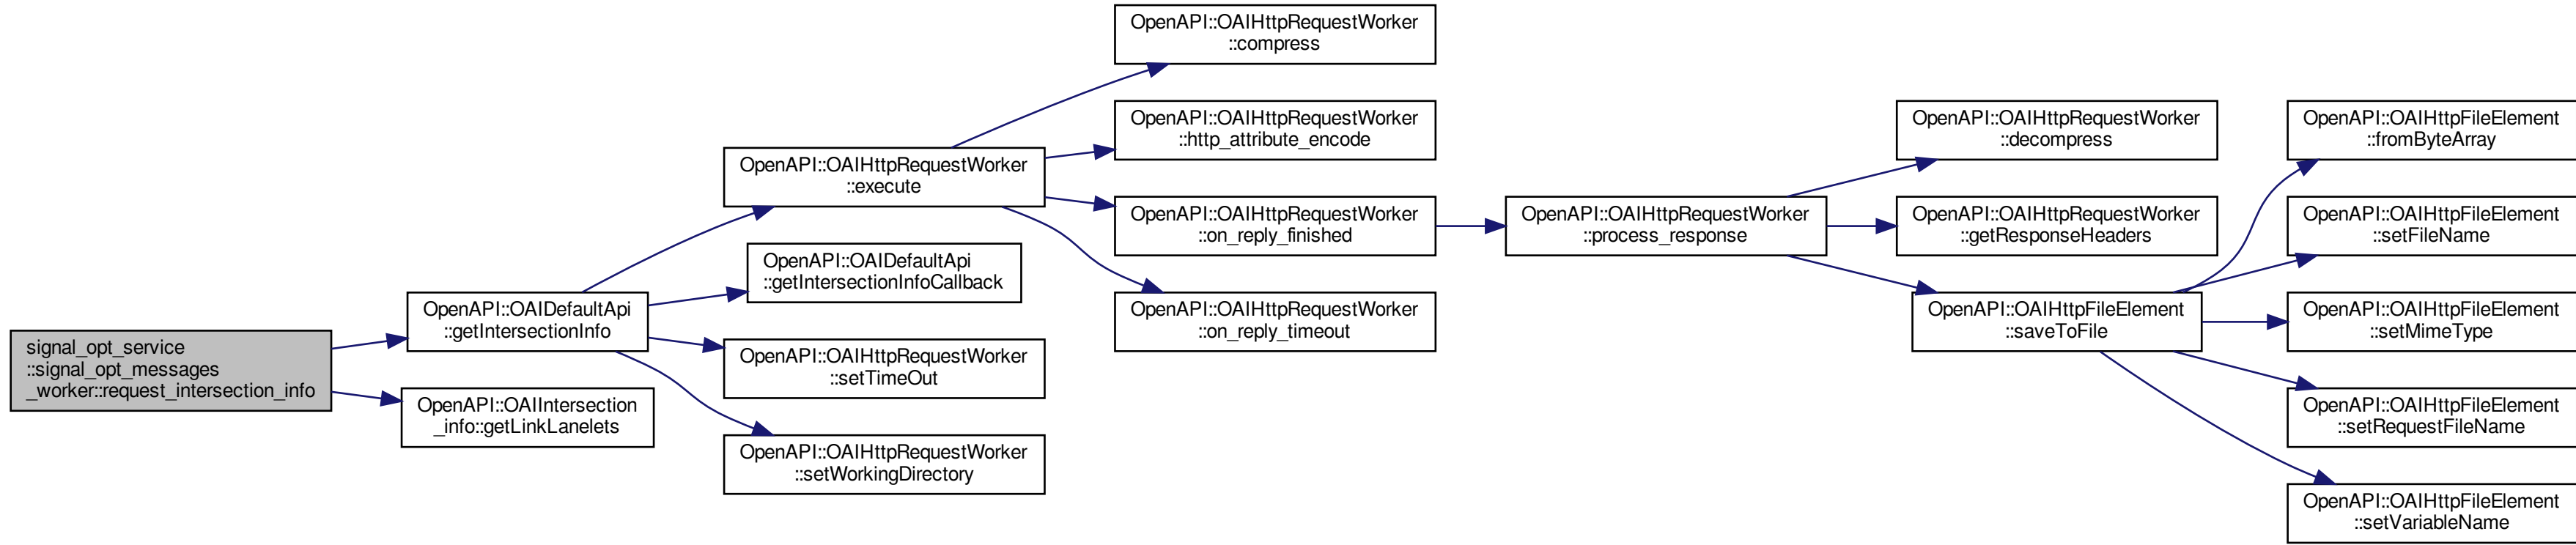 signal_opt_service
::signal_opt_messages
_worker::request_intersection_info
OpenAPI::OAIDefaultApi
::getIntersectionInfo
OpenAPI::OAIIntersection
_info::getLinkLanelets
OpenAPI::OAIHttpRequestWorker
::execute
OpenAPI::OAIDefaultApi
::getIntersectionInfoCallback
OpenAPI::OAIHttpRequestWorker
::setTimeOut
OpenAPI::OAIHttpRequestWorker
::setWorkingDirectory
OpenAPI::OAIHttpRequestWorker
::compress
OpenAPI::OAIHttpRequestWorker
::http_attribute_encode
OpenAPI::OAIHttpRequestWorker
::on_reply_finished
OpenAPI::OAIHttpRequestWorker
::on_reply_timeout
OpenAPI::OAIHttpRequestWorker
::process_response
OpenAPI::OAIHttpRequestWorker
::decompress
OpenAPI::OAIHttpRequestWorker
::getResponseHeaders
OpenAPI::OAIHttpFileElement
::saveToFile
OpenAPI::OAIHttpFileElement
::fromByteArray
OpenAPI::OAIHttpFileElement
::setFileName
OpenAPI::OAIHttpFileElement
::setMimeType
OpenAPI::OAIHttpFileElement
::setRequestFileName
OpenAPI::OAIHttpFileElement
::setVariableName